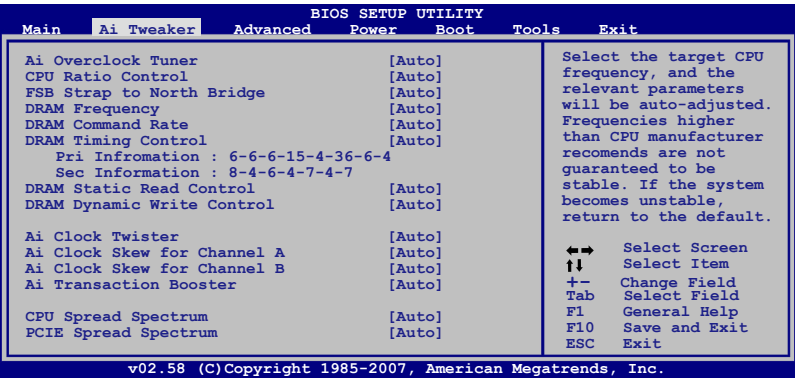 BIOS SETUP UTILITY
Main Ai Tweaker Advanced Power Boot Tools Exit
Ai Overclock Tuner [Auto]
CPU Ratio Control [Auto]
FSB Strap to North Bridge [Auto]
DRAM Frequency [Auto]
DRAM Command Rate [Auto]
DRAM Timing Control [Auto]
Pri Infromation : 6-6-6-15-4-36-6-4
Sec Information : 8-4-6-4-7-4-7
DRAM Static Read Control [Auto]
DRAM Dynamic Write Control [Auto]
Ai Clock Twister [Auto]
Ai Clock Skew for Channel A [Auto]
Ai Clock Skew for Channel B [Auto]
Ai Transaction Booster [Auto]
CPU Spread Spectrum [Auto]
PCIE Spread Spectrum [Auto]
Select the target CPU
frequency, and the
relevant parameters
will be auto-adjusted.
Frequencies higher
than CPU manufacturer
recomends are not
guaranteed to be
stable. If the system
becomes unstable,
return to the default.
←→ Select Screen
↑↓ Select Item
+- Change Field
Tab Select Field
F1 General Help
F10 Save and Exit
ESC Exit
v02.58 (C)Copyright 1985-2007, American Megatrends, Inc.